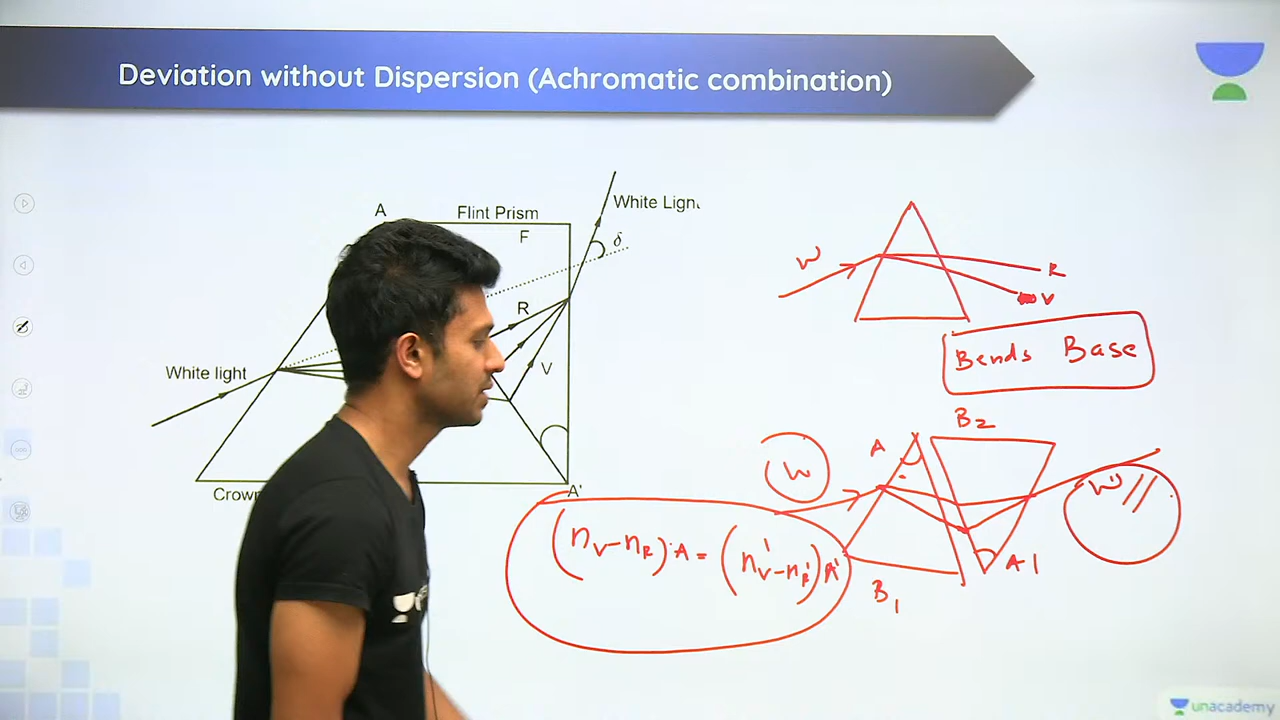 Deviation without Dispersion (Achromatic combination)
A
Flint Prism
F
White Ligh
δ
R
White light
V
Crown
A'
W
R
V
Bends Base
B2
A
W
W //
(nV-nR).A = (n'V-n'R)A'
A1
B1
unacademy